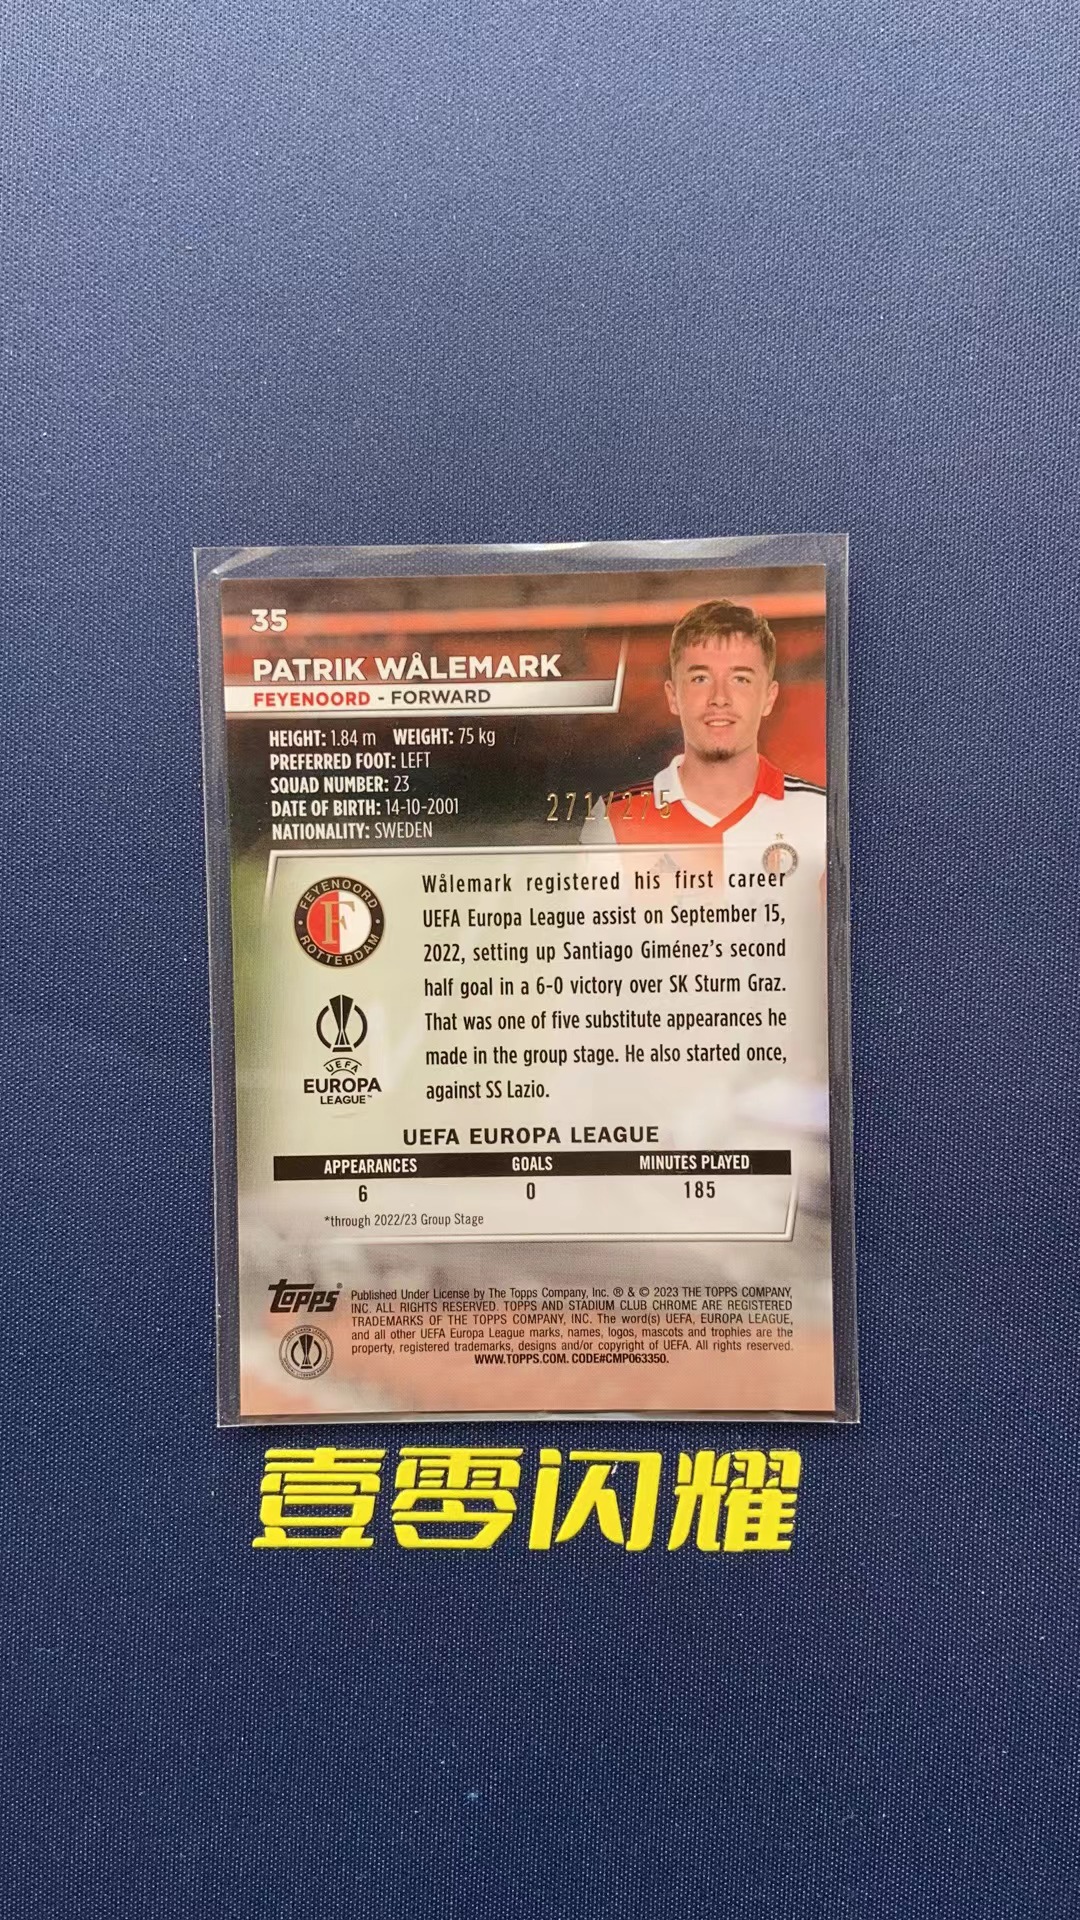 35
PATRIK WÅLEMARK
FEYENOORD - FORWARD
HEIGHT: 1.84 m WEIGHT: 75 kg
PREFERRED FOOT: LEFT
SQUAD NUMBER: 23
DATE OF BIRTH: 14-10-2001
NATIONALITY: SWEDEN
271/275
FEYENOORD
F
ROTTERDAM
Wålemark registered his first career
UEFA Europa League assist on September 15,
2022, setting up Santiago Giménez's second
half goal in a 6-0 victory over SK Sturm Graz.
That was one of five substitute appearances he
made in the group stage. He also started once,
against SS Lazio.
UEFA
EUROPA
LEAGUE™
UEFA EUROPA LEAGUE
APPEARANCES GOALS MINUTES PLAYED
6 0 185
*through 2022/23 Group Stage
topps®
Published Under License by The Topps Company, Inc. ® & © 2023 THE TOPPS COMPANY,
INC. ALL RIGHTS RESERVED. TOPPS AND STADIUM CLUB CHROME ARE REGISTERED
TRADEMARKS OF THE TOPPS COMPANY, INC. The word(s) UEFA, EUROPA LEAGUE,
and all other UEFA Europa League marks, names, logos, mascots and trophies are the
property, registered trademarks, designs and/or copyright of UEFA. All rights reserved.
WWW.TOPPS.COM. CODE#CMP063350.
壹零闪耀